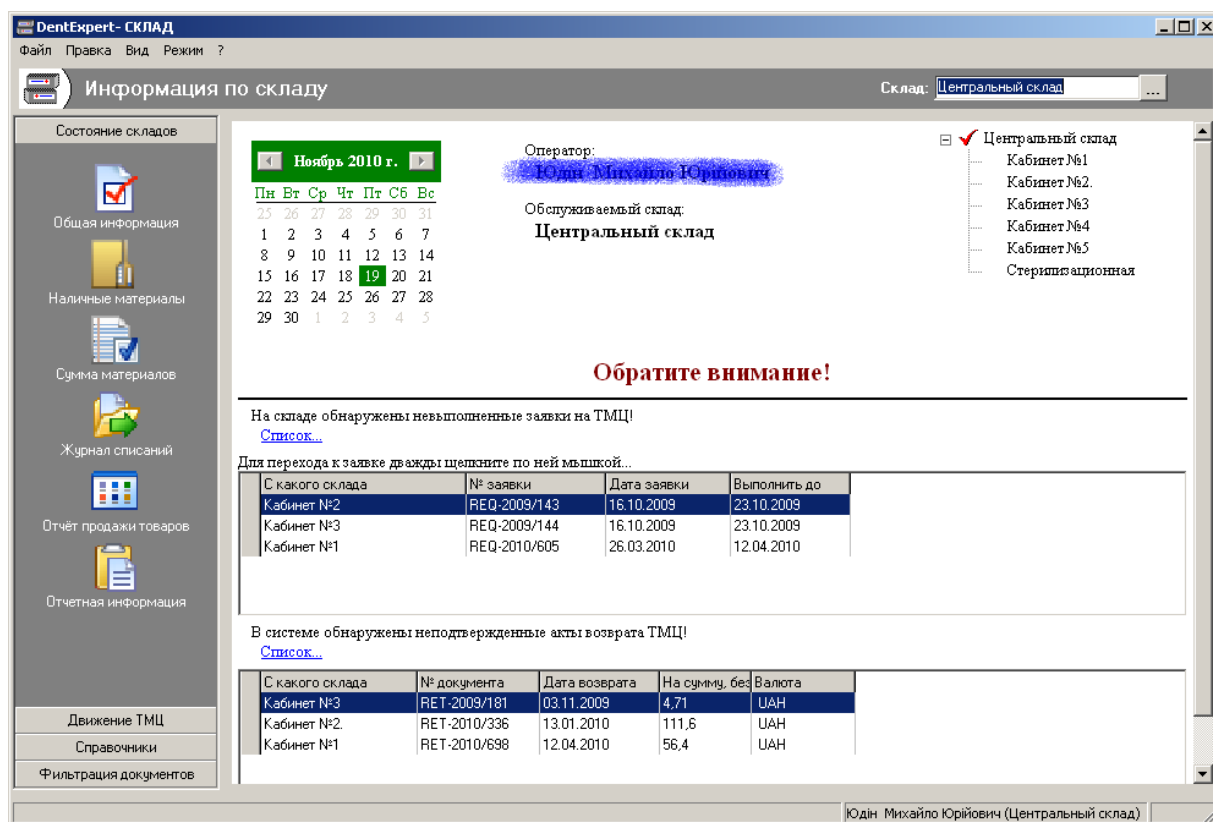 DentExpert- СКЛАД
Файл Правка Вид Режим ?
Информация по складу
Склад: Центральный склад ...
Состояние складов
Общая информация
Наличные материалы
Сумма материалов
Журнал списаний
Отчёт продажи товаров
Отчетная информация
Движение ТМЦ
Справочники
Фильтрация документов
Ноябрь 2010 г.
Пн Вт Ср Чт Пт Сб Вс
25 26 27 28 29 30 31
1 2 3 4 5 6 7
8 9 10 11 12 13 14
15 16 17 18 19 20 21
22 23 24 25 26 27 28
29 30 1 2 3 4 5
Оператор:
Юдін Михайло Юрійович
Обслуживаемый склад:
Центральный склад
Центральный склад
Кабинет №1
Кабинет №2.
Кабинет №3
Кабинет №4
Кабинет №5
Стерилизационная
Обратите внимание!
На складе обнаружены невыполненные заявки на ТМЦ!
Список...
Для перехода к заявке дважды щелкните по ней мышкой...
С какого склада № заявки Дата заявки Выполнить до
Кабинет №2 REQ-2009/143 16.10.2009 23.10.2009
Кабинет №3 REQ-2009/144 16.10.2009 23.10.2009
Кабинет №1 REQ-2010/605 26.03.2010 12.04.2010
В системе обнаружены неподтвержденные акты возврата ТМЦ!
Список...
С какого склада № документа Дата возврата На сумму, без Валюта
Кабинет №3 RET-2009/181 03.11.2009 4,71 UAH
Кабинет №2. RET-2010/336 13.01.2010 111,6 UAH
Кабинет №1 RET-2010/698 12.04.2010 56,4 UAH
Юдін Михайло Юрійович (Центральный склад)